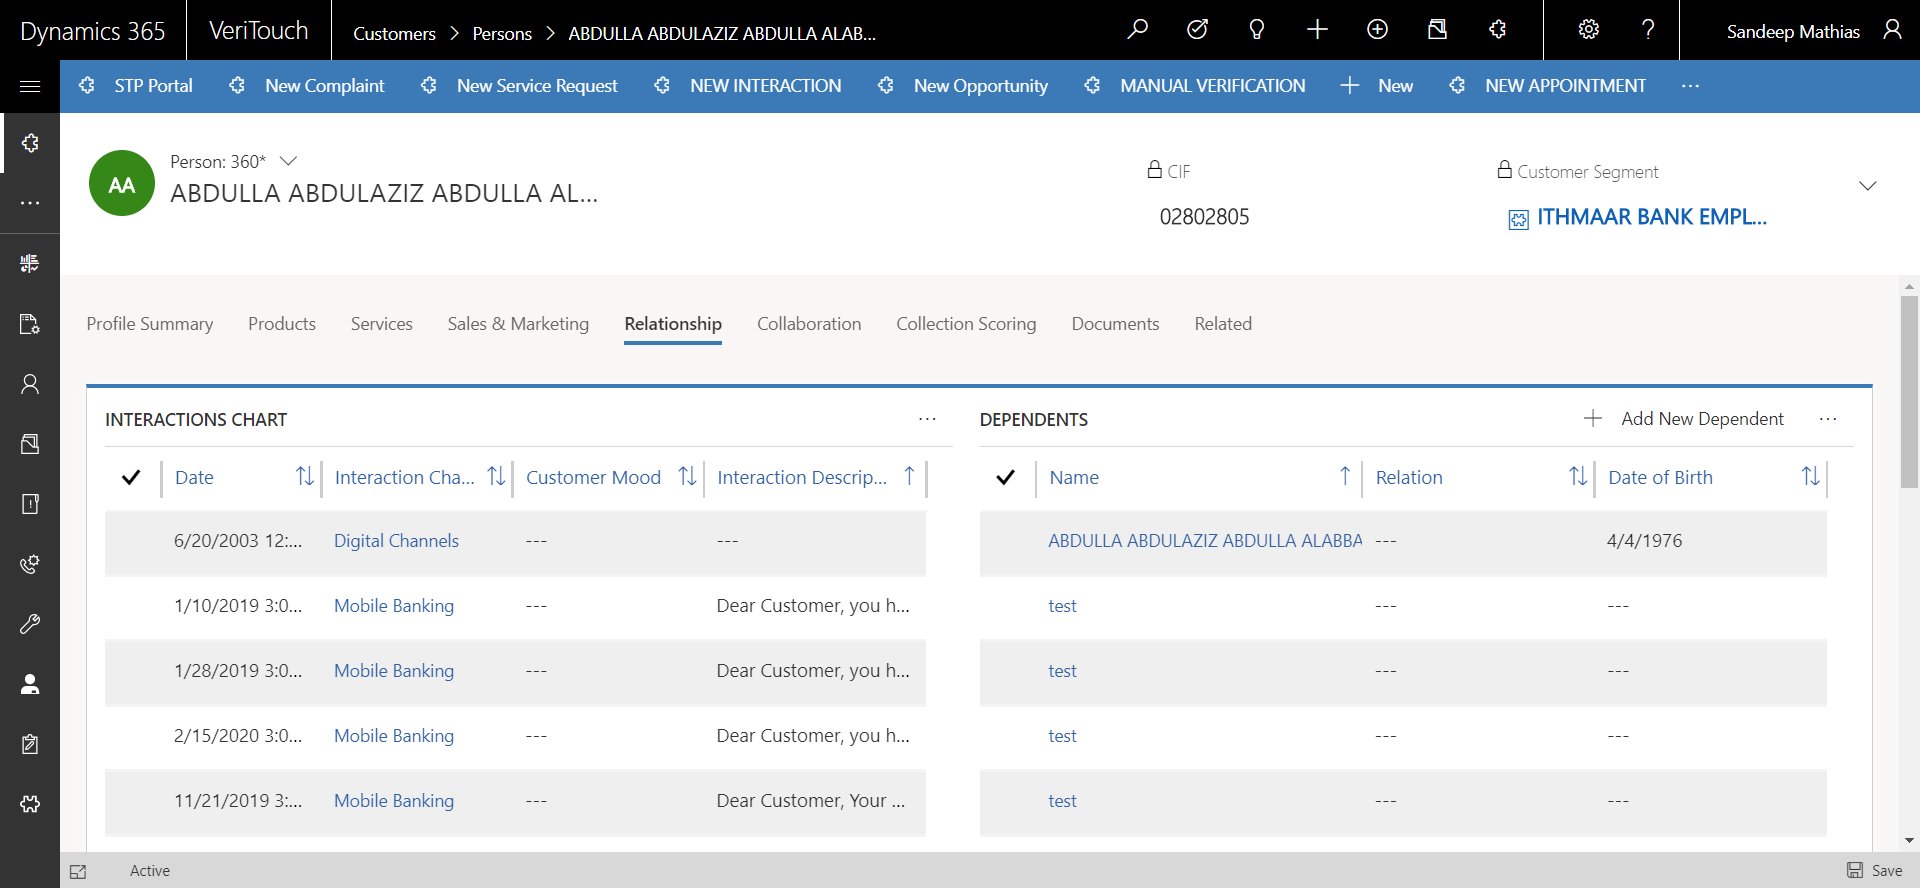 Dynamics 365 VeriTouch Customers > Persons > ABDULLA ABDULAZIZ ABDULLA ALAB... Sandeep Mathias
STP Portal New Complaint New Service Request NEW INTERACTION New Opportunity MANUAL VERIFICATION New NEW APPOINTMENT ...
AA
Person: 360*
ABDULLA ABDULAZIZ ABDULLA AL...
CIF
02802805
Customer Segment
ITHMAAR BANK EMPL...
Profile Summary Products Services Sales & Marketing Relationship Collaboration Collection Scoring Documents Related
INTERACTIONS CHART ...
Date Interaction Cha... Customer Mood Interaction Descrip...
6/20/2003 12:... Digital Channels --- ---
1/10/2019 3:0... Mobile Banking --- Dear Customer, you h...
1/28/2019 3:0... Mobile Banking --- Dear Customer, you h...
2/15/2020 3:0... Mobile Banking --- Dear Customer, you h...
11/21/2019 3:... Mobile Banking --- Dear Customer, Your ...
DEPENDENTS + Add New Dependent ...
Name Relation Date of Birth
ABDULLA ABDULAZIZ ABDULLA ALABBA --- 4/4/1976
test --- ---
test --- ---
test --- ---
test --- ---
Active Save